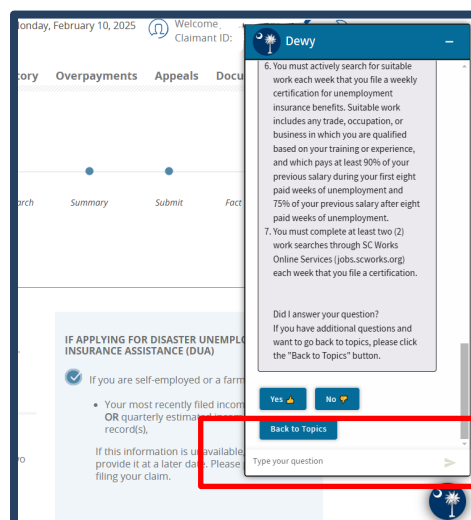 Monday, February 10, 2025
Welcome
Claimant ID:
ory Overpayments Appeals Docu
arch Summary Submit Fact
IF APPLYING FOR DISASTER UNEMPLO
INSURANCE ASSISTANCE (DUA)
If you are self-employed or a farm
• Your most recently filed incom
OR quarterly estimated
record(s),
If this information is unavailable,
provide it at a later date. Please
filing your claim.
wo
Dewy
6. You must actively search for suitable
work each week that you file a weekly
certification for unemployment
insurance benefits. Suitable work
includes any trade, occupation, or
business in which you are qualified
based on your training or experience,
and which pays at least 90% of your
previous salary during your first eight
paid weeks of unemployment and
75% of your previous salary after eight
paid weeks of unemployment.
7. You must complete at least two (2)
work searches through SC Works
Online Services (jobs.scworks.org)
each week that you file a certification.
Did I answer your question?
If you have additional questions and
want to go back to topics, please click
the "Back to Topics" button.
Yes 👍 No 👎
Back to Topics
Type your question